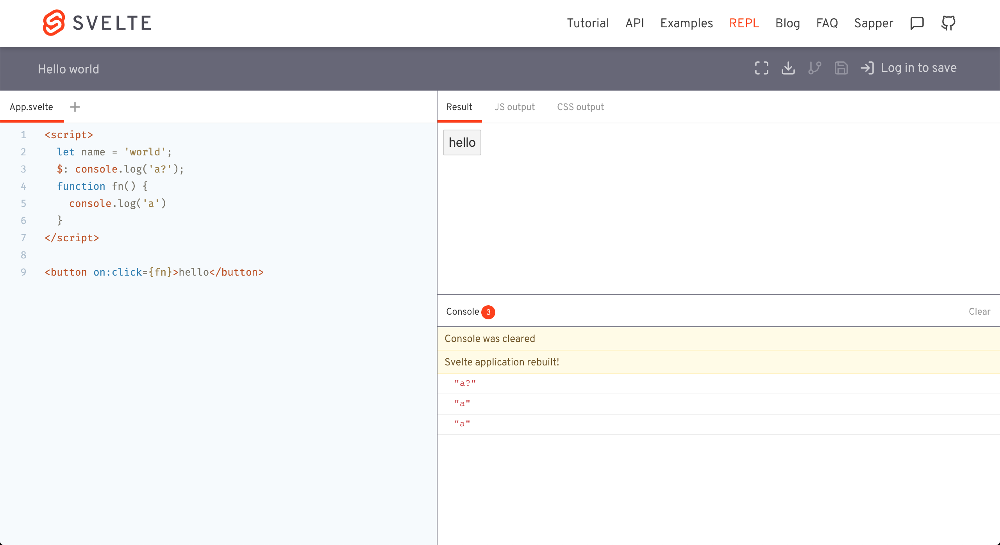 SVELTE
Tutorial API Examples REPL Blog FAQ Sapper
Hello world
Log in to save
App.svelte
Result JS output CSS output
1 <script>
2   let name = 'world';
3   $: console.log('a?');
4   function fn() {
5     console.log('a')
6   }
7 </script>
8
9 <button on:click={fn}>hello</button>
hello
Console 3
Clear
Console was cleared
Svelte application rebuilt!
"a?"
"a"
"a"